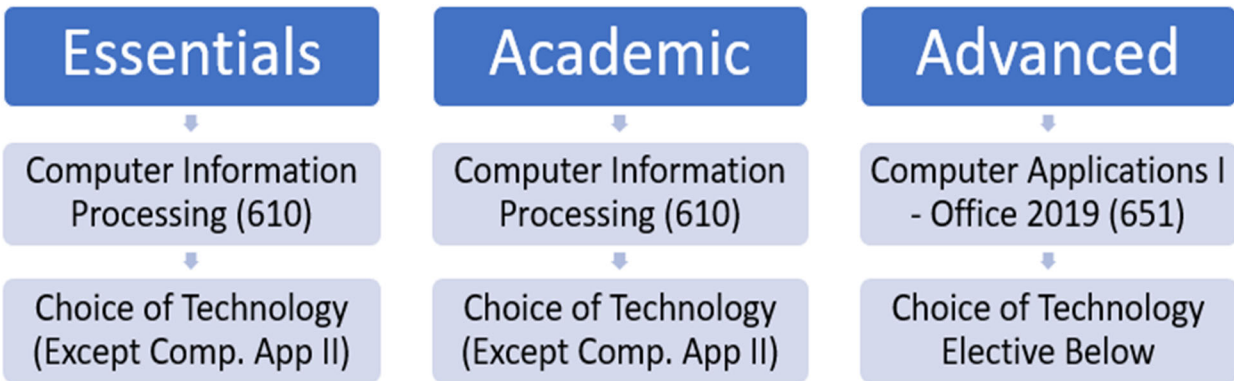 Essentials
Computer Information
Processing (610)
Choice of Technology
(Except Comp. App II)
Academic
Computer Information
Processing (610)
Choice of Technology
(Except Comp. App II)
Advanced
Computer Applications I
- Office 2019 (651)
Choice of Technology
Elective Below